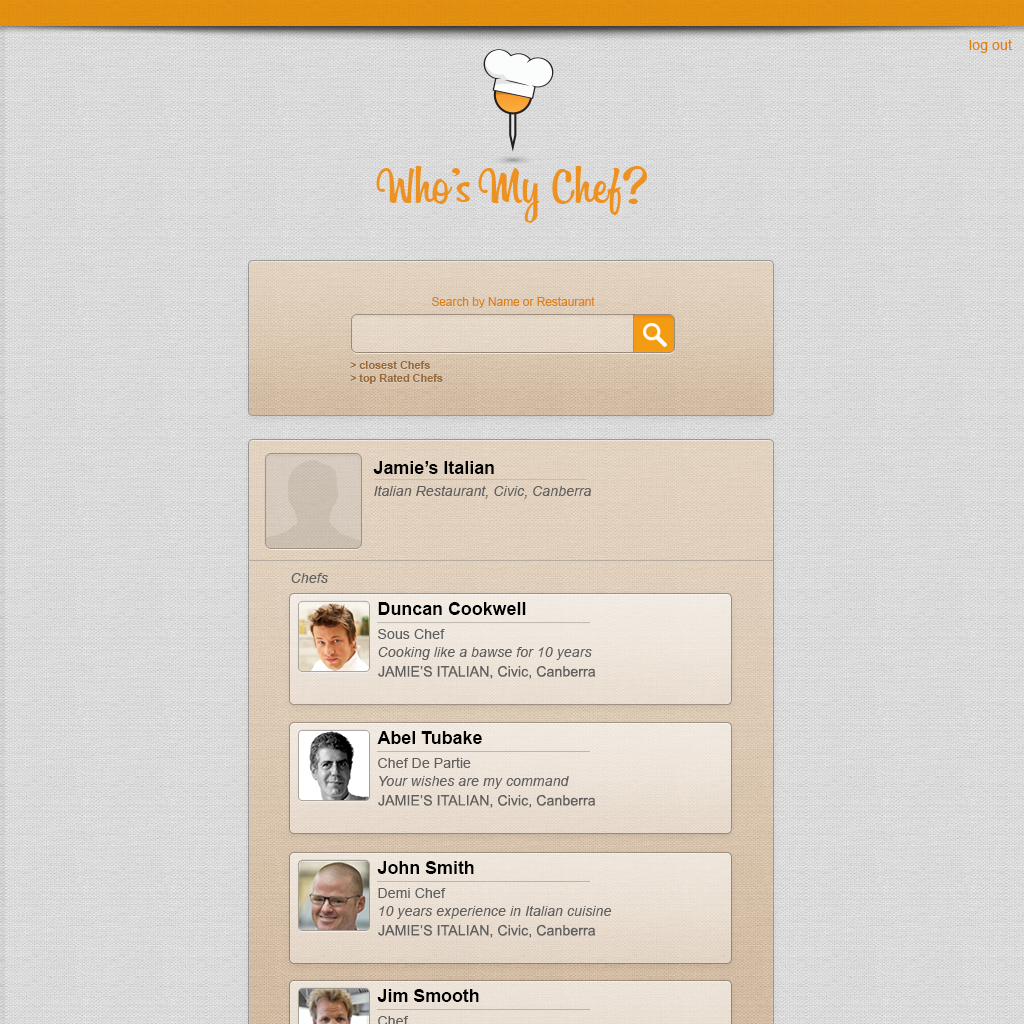 log out
Who's My Chef?
Search by Name or Restaurant
> closest Chefs
> top Rated Chefs
Jamie’s Italian
Italian Restaurant, Civic, Canberra
Chefs
Duncan Cookwell
Sous Chef
Cooking like a bawse for 10 years
JAMIE’S ITALIAN, Civic, Canberra
Abel Tubake
Chef De Partie
Your wishes are my command
JAMIE’S ITALIAN, Civic, Canberra
John Smith
Demi Chef
10 years experience in Italian cuisine
JAMIE’S ITALIAN, Civic, Canberra
Jim Smooth
Chef